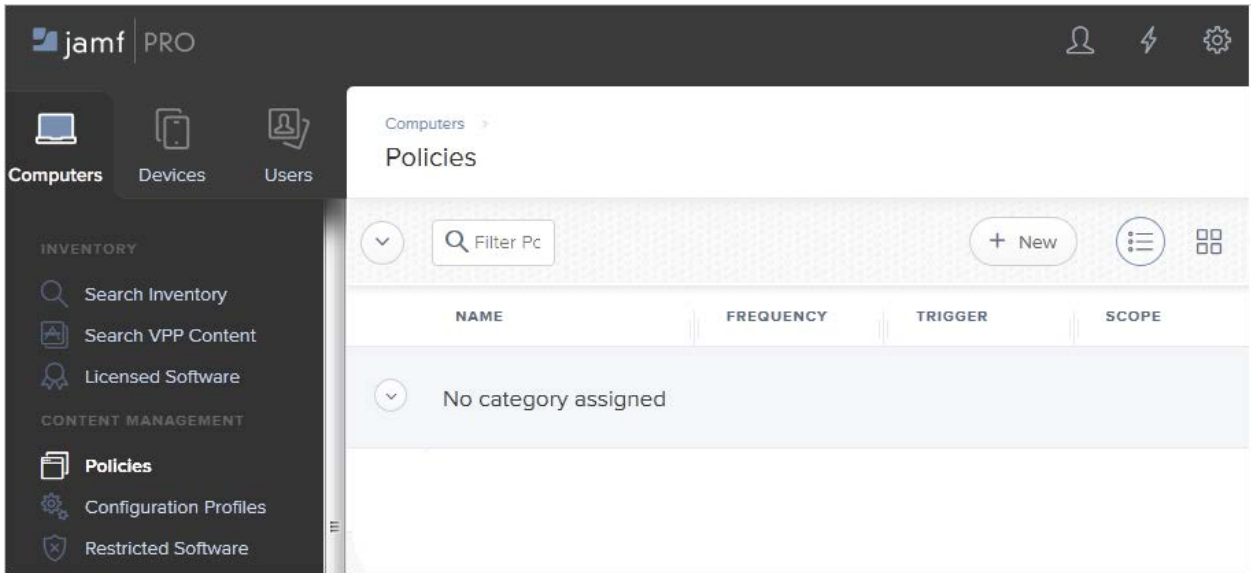 jamf PRO
Computers
Devices
Users
INVENTORY
Search Inventory
Search VPP Content
Licensed Software
CONTENT MANAGEMENT
Policies
Configuration Profiles
Restricted Software
Computers
Policies
Filter Pc
+ New
NAME FREQUENCY TRIGGER SCOPE
No category assigned